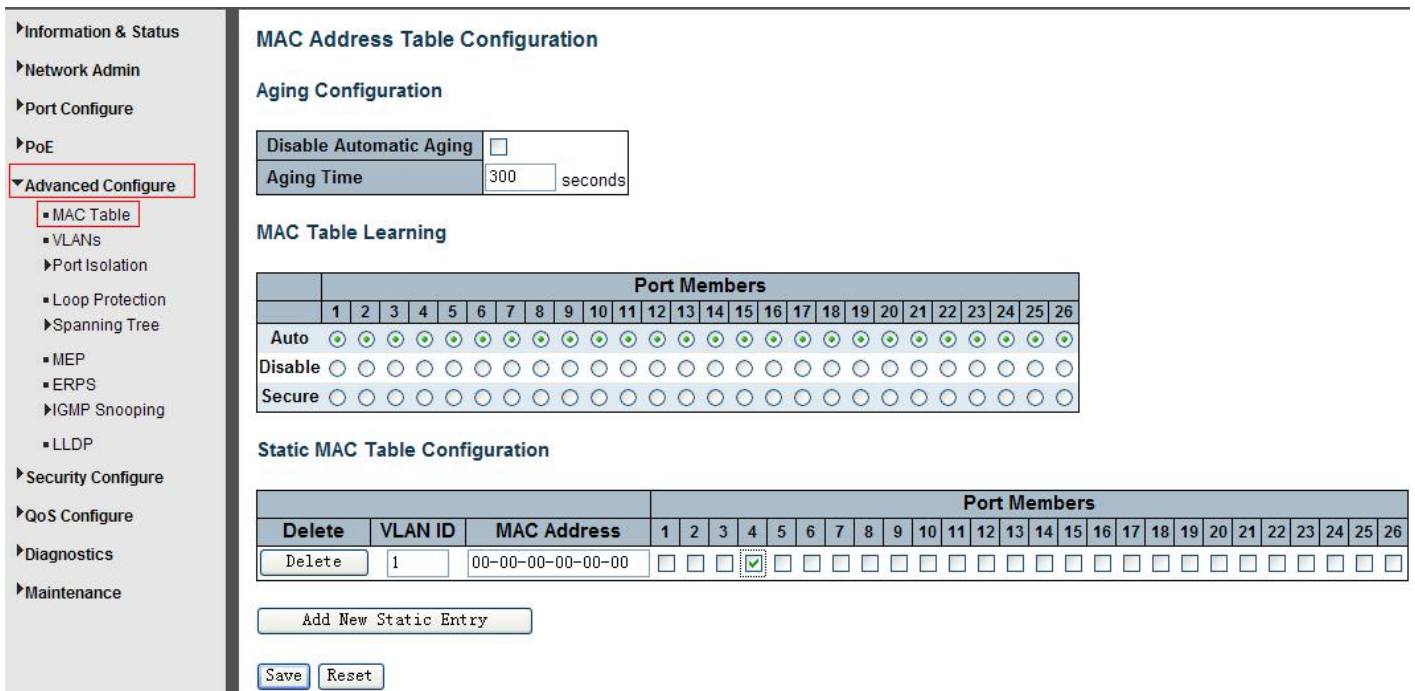 Information & Status
Network Admin
Port Configure
PoE
Advanced Configure
MAC Table
VLANs
Port Isolation
Loop Protection
Spanning Tree
MEP
ERPS
IGMP Snooping
LLDP
Security Configure
QoS Configure
Diagnostics
Maintenance
MAC Address Table Configuration
Aging Configuration
Disable Automatic Aging
Aging Time 300 seconds
MAC Table Learning
Port Members
1 2 3 4 5 6 7 8 9 10 11 12 13 14 15 16 17 18 19 20 21 22 23 24 25 26
Auto
Disable
Secure
Static MAC Table Configuration
Port Members
Delete VLAN ID MAC Address 1 2 3 4 5 6 7 8 9 10 11 12 13 14 15 16 17 18 19 20 21 22 23 24 25 26
Delete 1 00-00-00-00-00-00
Add New Static Entry
Save Reset